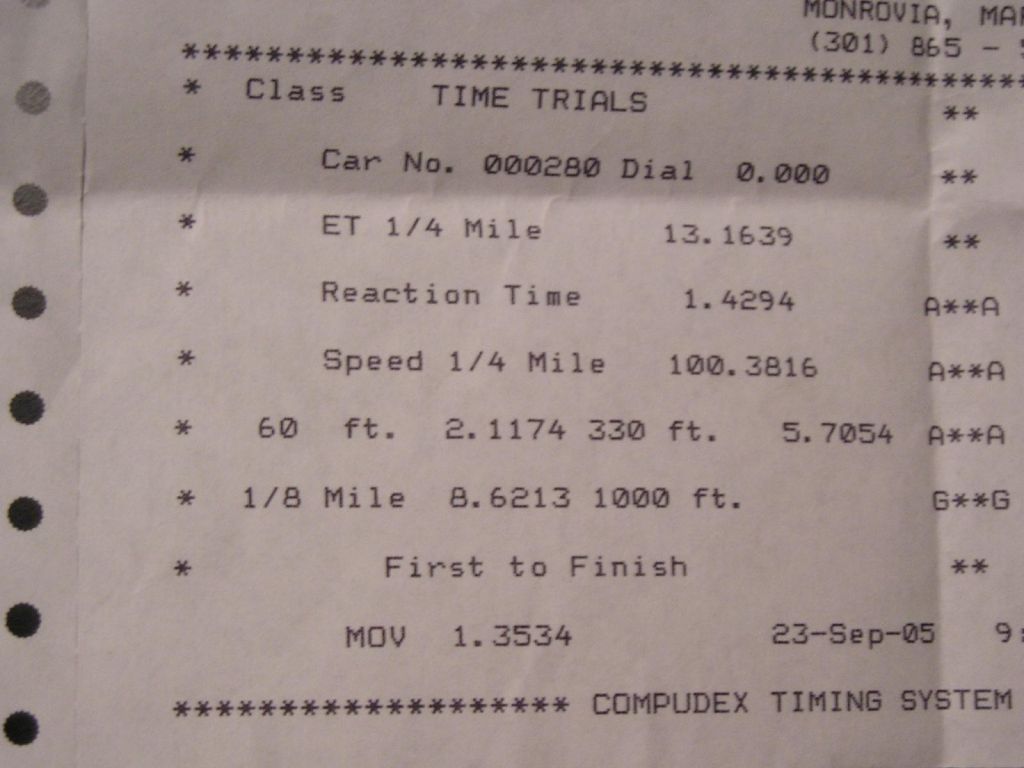 MONROVIA,
(301) 865 -
**********************************************
* Class TIME TRIALS **
* Car No. 000280 Dial 0.000 **
* ET 1/4 Mile 13.1639 **
* Reaction Time 1.4294 A**A
* Speed 1/4 Mile 100.3816 A**A
* 60 ft. 2.1174 330 ft. 5.7054 A**A
* 1/8 Mile 8.6213 1000 ft. G**G
* First to Finish **
MOV 1.3534 23-Sep-05 9:
******************* COMPUDEX TIMING SYSTEM